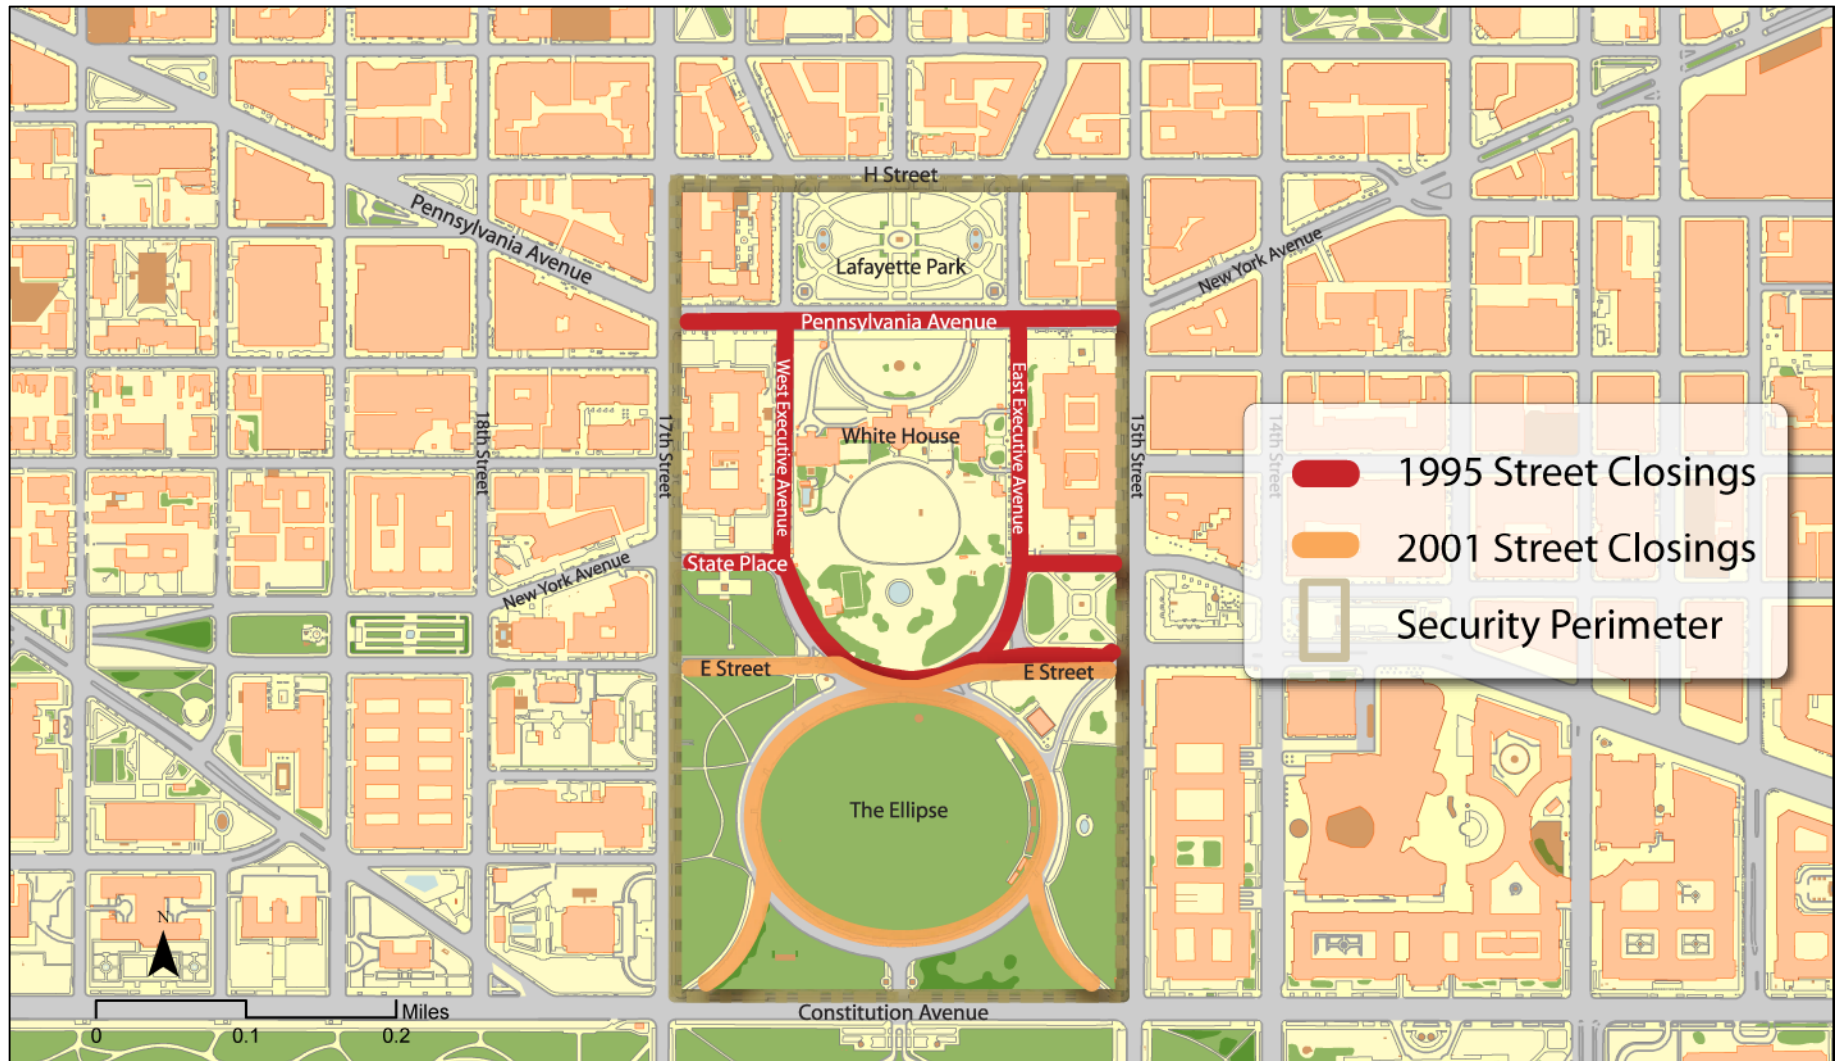 H Street
Pennsylvania Avenue
New York Avenue
Lafayette Park
Pennsylvania Avenue
West Executive Avenue
East Executive Avenue
White House
18th Street
17th Street
15th Street
14th Street
1995 Street Closings
2001 Street Closings
Security Perimeter
State Place
New York Avenue
E Street
E Street
The Ellipse
N
Constitution Avenue
Miles
0
0.1
0.2